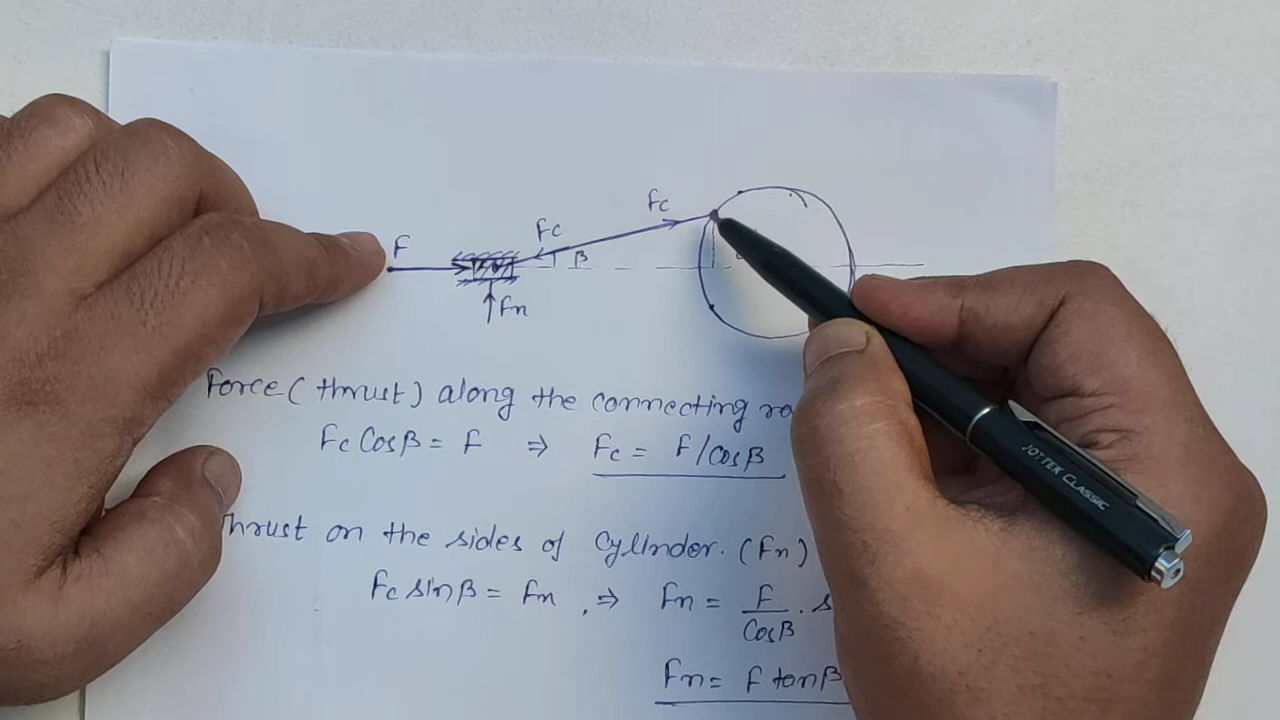 Fc
Fc
F
β
Fn
Force (thrust) along the connecting
Fc Cosβ = F ⇒ Fc = F/Cosβ
Thrust on the sides of Cylinder. (Fn)
Fc sinβ = Fn, ⇒ Fn = F/Cosβ .
Fn = F tanβ
JOTTEK CLASSIC